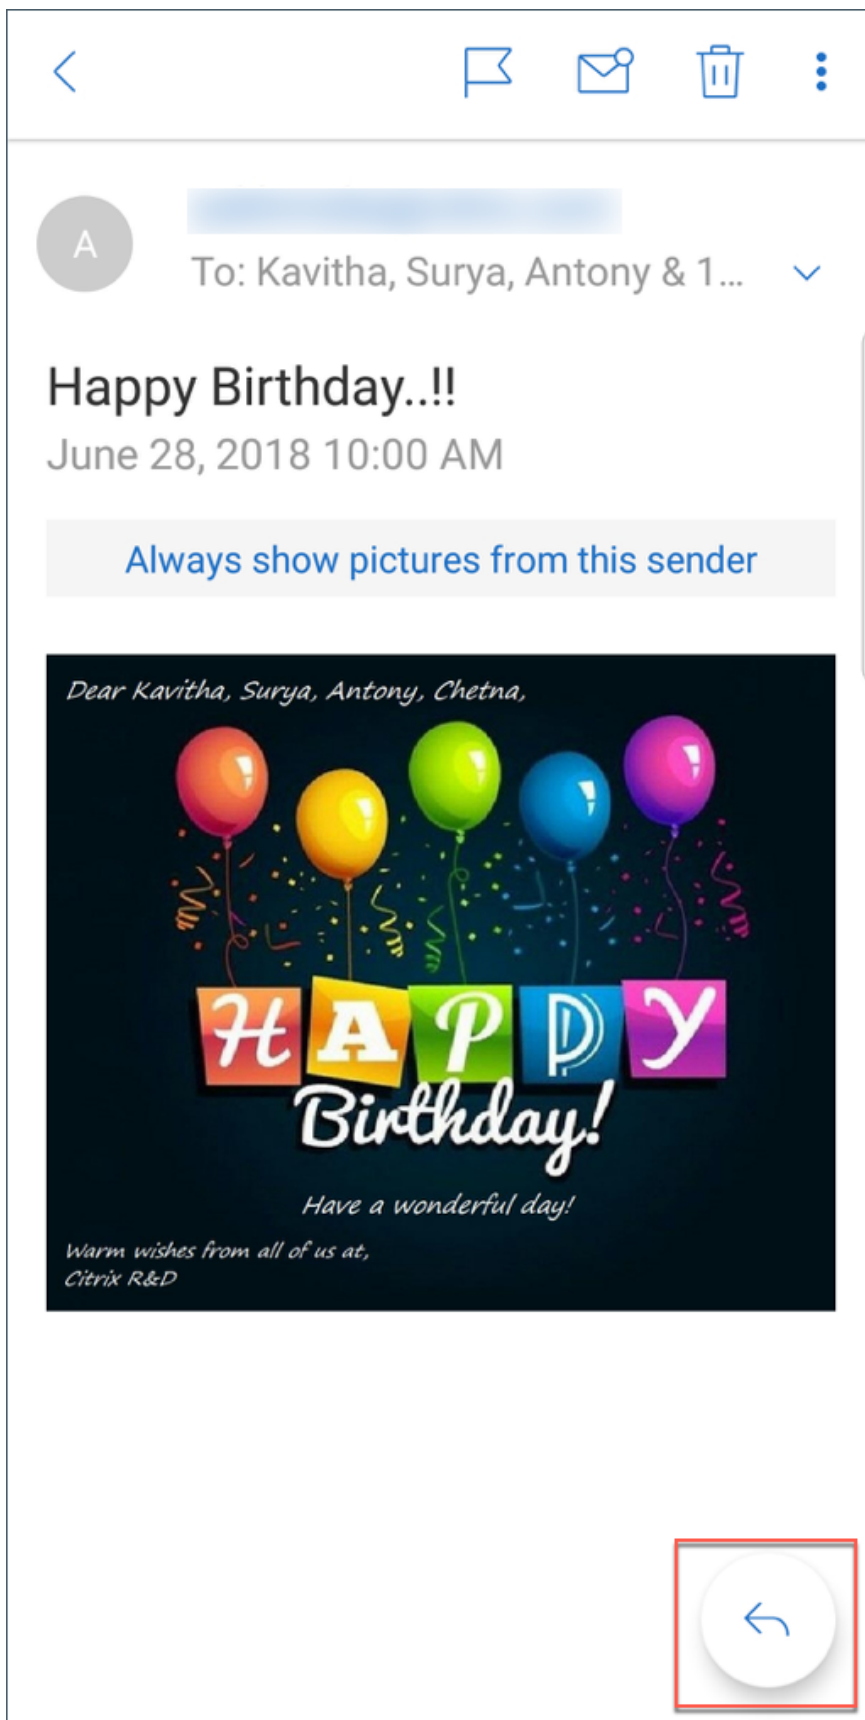 A
To: Kavitha, Surya, Antony & 1...
Happy Birthday..!!
June 28, 2018 10:00 AM
Always show pictures from this sender
Dear Kavitha, Surya, Antony, Chetna,
HAPPY
Birthday!
Have a wonderful day!
Warm wishes from all of us at,
Citrix R&D